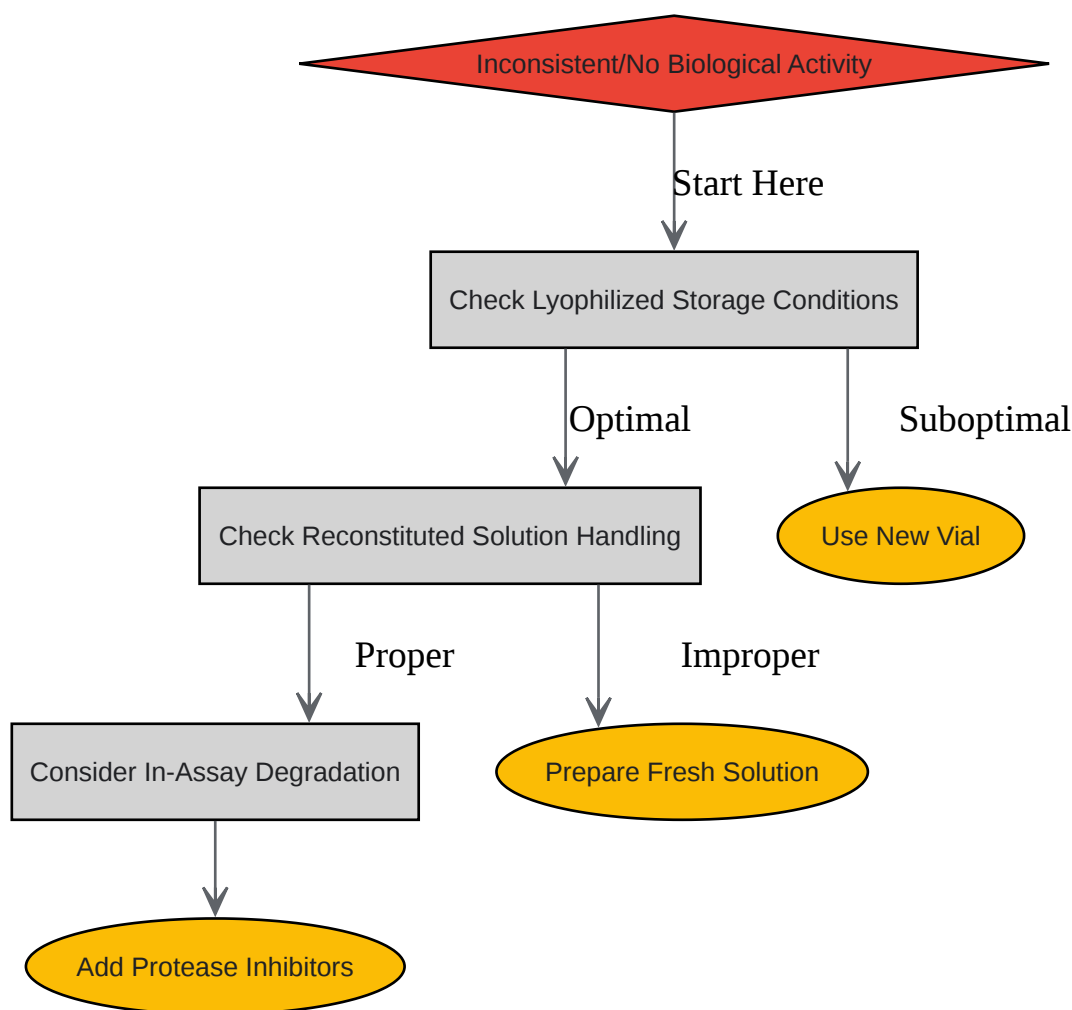 Inconsistent/No Biological Activity
Start Here
Check Lyophilized Storage Conditions
Optimal
Suboptimal
Check Reconstituted Solution Handling
Use New Vial
Proper
Improper
Consider In-Assay Degradation
Prepare Fresh Solution
Add Protease Inhibitors